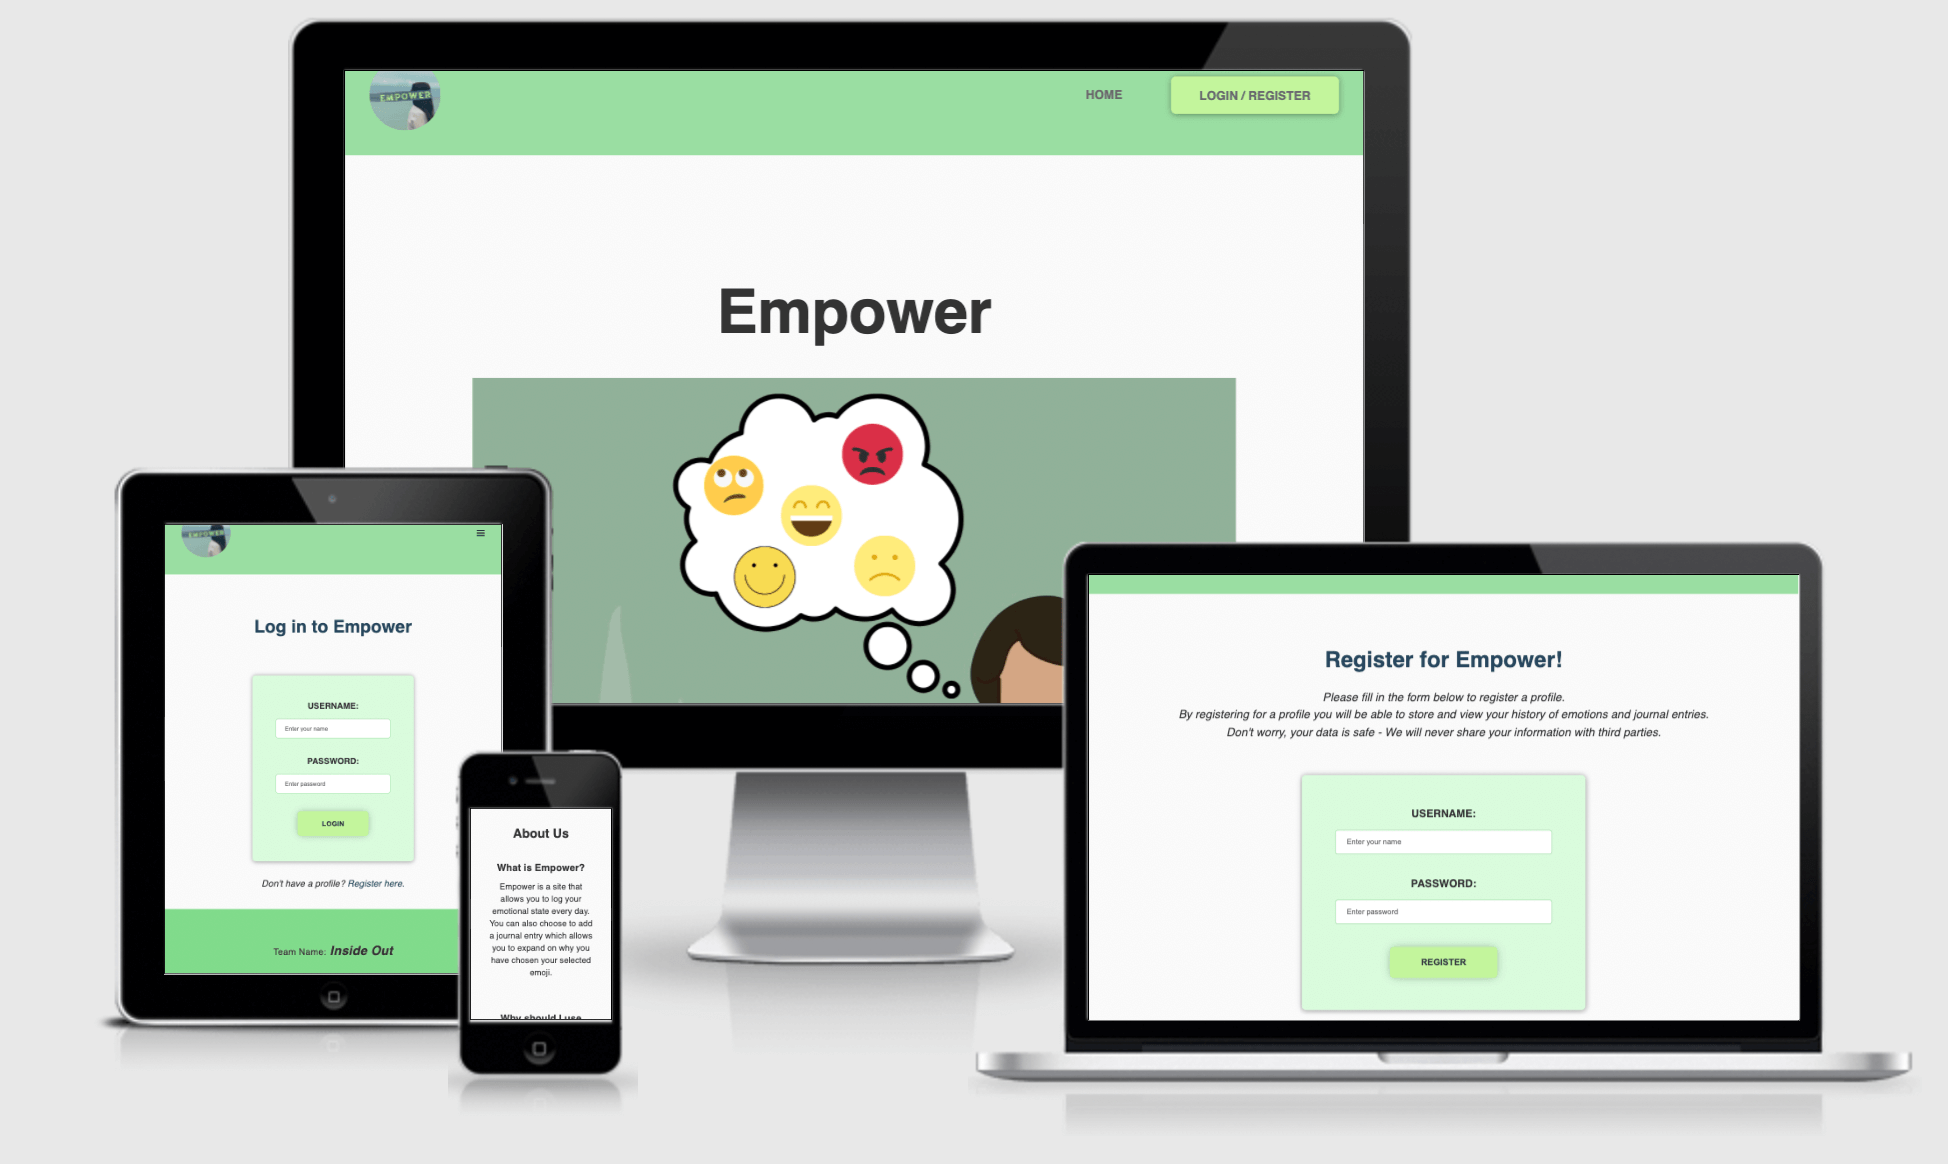 EMPOWER
HOME
LOGIN / REGISTER
Empower
EMPOWER
Log in to Empower
USERNAME:
Enter your name
PASSWORD:
Enter password
LOGIN
Don't have a profile? Register here.
Team Name: Inside Out
About Us
What is Empower?
Empower is a site that
allows you to log your
emotional state every day.
You can also choose to add
a journal entry which allows
you to expand on why you
have chosen your selected
emoji.
Why should I use
Register for Empower!
Please fill in the form below to register a profile.
By registering for a profile you will be able to store and view your history of emotions and journal entries.
Don't worry, your data is safe - We will never share your information with third parties.
USERNAME:
Enter your name
PASSWORD:
Enter password
REGISTER